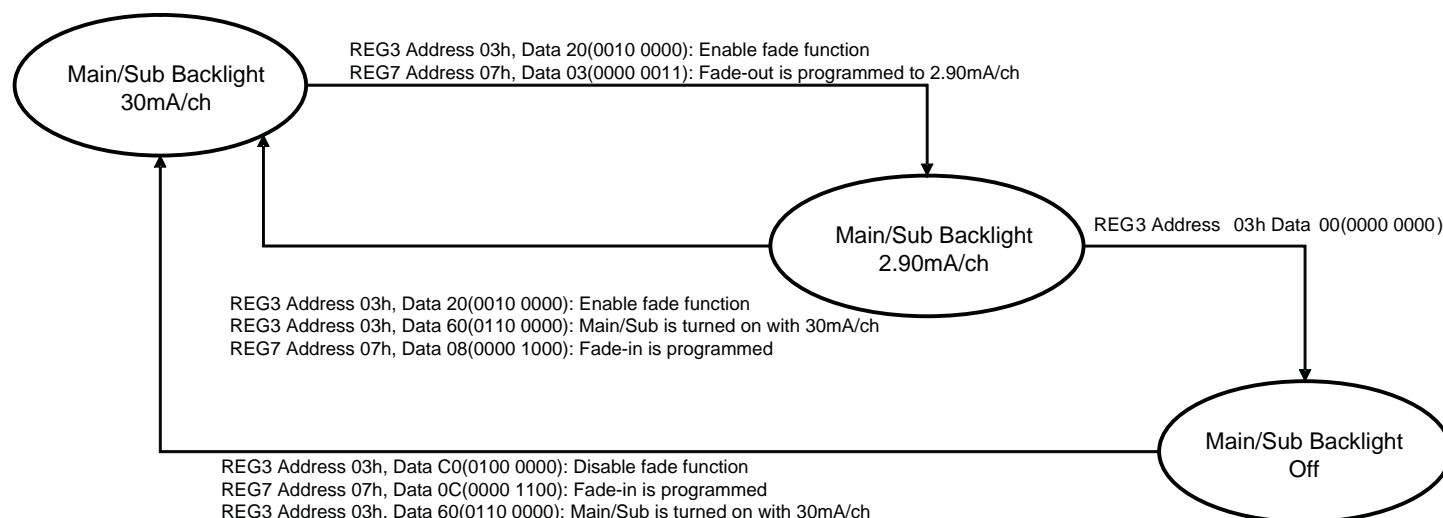 REG3 Address 03h, Data 20(0010 0000): Enable fade function
REG7 Address 07h, Data 03(0000 0011): Fade-out is programmed to 2.90mA/ch
Main/Sub Backlight
30mA/ch
Main/Sub Backlight
2.90mA/ch
REG3 Address 03h Data 00(0000 0000)
REG3 Address 03h, Data 20(0010 0000): Enable fade function
REG3 Address 03h, Data 60(0110 0000): Main/Sub is turned on with 30mA/ch
REG7 Address 07h, Data 08(0000 1000): Fade-in is programmed
Main/Sub Backlight
Off
REG3 Address 03h, Data C0(0100 0000): Disable fade function
REG7 Address 07h, Data 0C(0000 1100): Fade-in is programmed
REG3 Address 03h, Data 60(0110 0000): Main/Sub is turned on with 30mA/ch